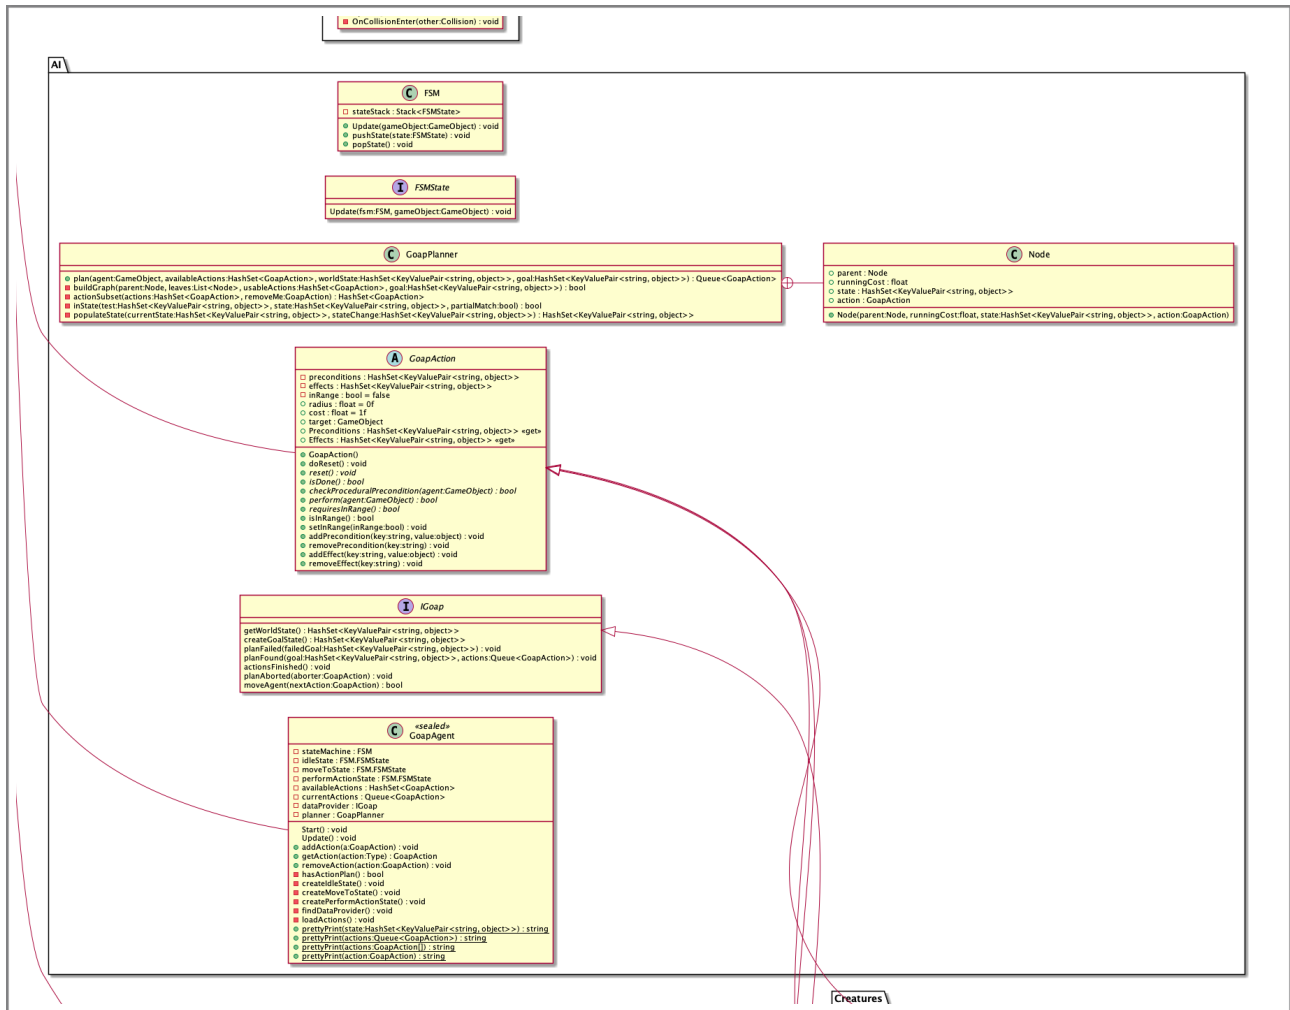 OnCollisionEnter(other:Collision) : void
AI
C FSM
stateStack : Stack<FSMState>
Update(gameObject:GameObject) : void
pushState(state:FSMState) : void
popState() : void
I FSMState
Update(fsm:FSM, gameObject:GameObject) : void
C GoapPlanner
plan(agent:GameObject, availableActions:HashSet<GoapAction>, worldState:HashSet<KeyValuePair<string, object>>, goal:HashSet<KeyValuePair<string, object>>) : Queue<GoapAction>
buildGraph(parent:Node, leaves:List<Node>, usableActions:HashSet<GoapAction>, goal:HashSet<KeyValuePair<string, object>>) : bool
actionSubset(actions:HashSet<GoapAction>, removeMe:GoapAction) : HashSet<GoapAction>
inState(test:HashSet<KeyValuePair<string, object>>, state:HashSet<KeyValuePair<string, object>>, partialMatch:bool) : bool
populateState(currentState:HashSet<KeyValuePair<string, object>>, stateChange:HashSet<KeyValuePair<string, object>>) : HashSet<KeyValuePair<string, object>>
C Node
parent : Node
runningCost : float
state : HashSet<KeyValuePair<string, object>>
action : GoapAction
Node(parent:Node, runningCost:float, state:HashSet<KeyValuePair<string, object>>, action:GoapAction)
A GoapAction
preconditions : HashSet<KeyValuePair<string, object>>
effects : HashSet<KeyValuePair<string, object>>
inRange : bool = false
radius : float = 0f
cost : float = 1f
target : GameObject
Preconditions : HashSet<KeyValuePair<string, object>> «get»
Effects : HashSet<KeyValuePair<string, object>> «get»
GoapAction()
doReset() : void
reset() : void
isDone() : bool
checkProceduralPrecondition(agent:GameObject) : bool
perform(agent:GameObject) : bool
requiresInRange() : bool
isInRange() : bool
setInRange(inRange:bool) : void
addPrecondition(key:string, value:object) : void
removePrecondition(key:string) : void
addEffect(key:string, value:object) : void
removeEffect(key:string) : void
I IGoap
getWorldState() : HashSet<KeyValuePair<string, object>>
createGoalState() : HashSet<KeyValuePair<string, object>>
planFailed(failedGoal:HashSet<KeyValuePair<string, object>>) : void
planFound(goal:HashSet<KeyValuePair<string, object>>, actions:Queue<GoapAction>) : void
actionsFinished() : void
planAborted(aborter:GoapAction) : void
moveAgent(nextAction:GoapAction) : bool
«sealed»
C GoapAgent
stateMachine : FSM
idleState : FSM.FSMState
moveToState : FSM.FSMState
performActionState : FSM.FSMState
availableActions : HashSet<GoapAction>
currentActions : Queue<GoapAction>
dataProvider : IGoap
planner : GoapPlanner
Start() : void
Update() : void
addAction(a:GoapAction) : void
getAction(action:Type) : GoapAction
removeAction(action:GoapAction) : void
hasActionPlan() : bool
createIdleState() : void
createMoveToState() : void
createPerformActionState() : void
findDataProvider() : void
loadActions() : void
prettyPrint(state:HashSet<KeyValuePair<string, object>>) : string
prettyPrint(actions:Queue<GoapAction>) : string
prettyPrint(actions:GoapAction[]) : string
prettyPrint(action:GoapAction) : string
Creatures